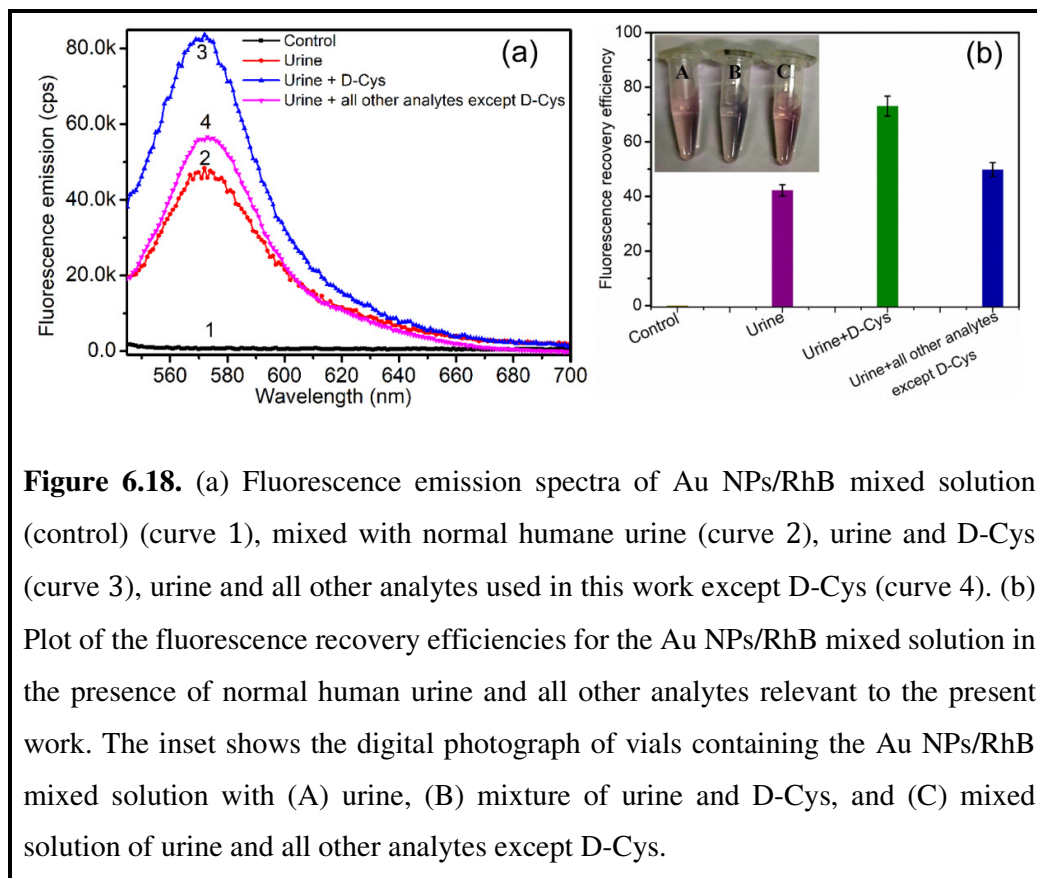 80.0k
60.0k
40.0k
20.0k
0.0
Fluorescence emission (cps)
3
4
2
1
Control
Urine
Urine + D-Cys
Urine + all other analytes except D-Cys
(a)
560 580 600 620 640 660 680 700
Wavelength (nm)
100
80
60
40
20
0
Fluorescence recovery efficiency
A B C
(b)
Control
Urine
Urine+D-Cys
Urine+all other analytes
except D-Cys
Figure 6.18. (a) Fluorescence emission spectra of Au NPs/RhB mixed solution
(control) (curve 1), mixed with normal humane urine (curve 2), urine and D-Cys
(curve 3), urine and all other analytes used in this work except D-Cys (curve 4). (b)
Plot of the fluorescence recovery efficiencies for the Au NPs/RhB mixed solution in
the presence of normal human urine and all other analytes relevant to the present
work. The inset shows the digital photograph of vials containing the Au NPs/RhB
mixed solution with (A) urine, (B) mixture of urine and D-Cys, and (C) mixed
solution of urine and all other analytes except D-Cys.